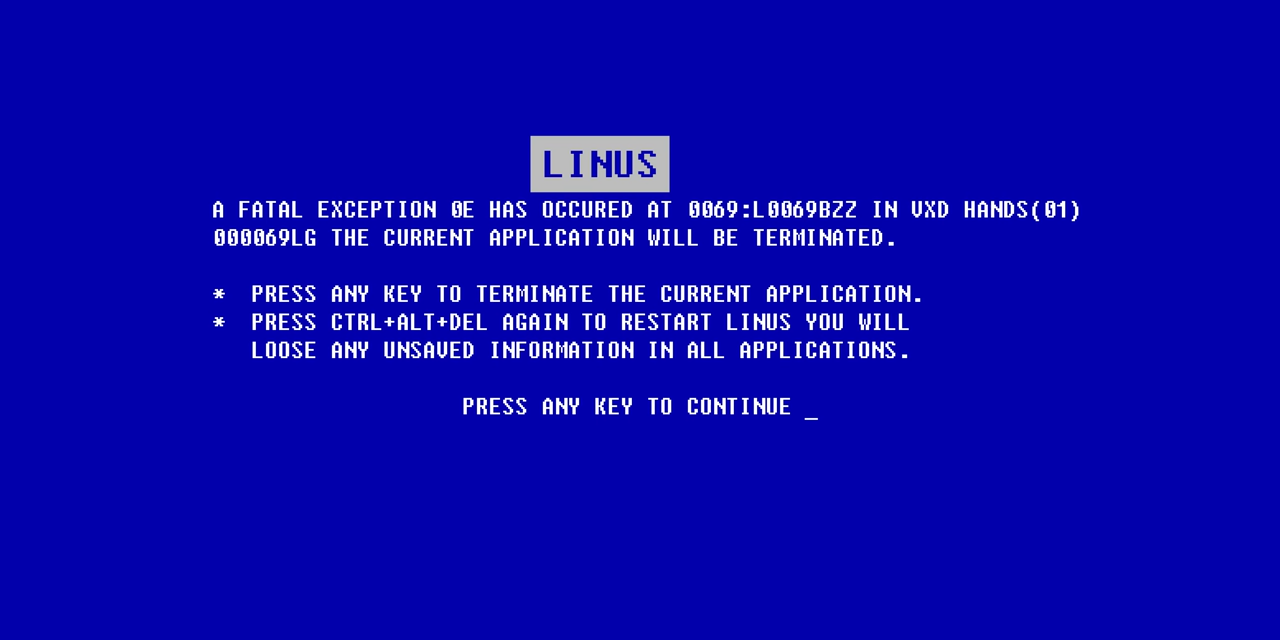 LINUS
A FATAL EXCEPTION 0E HAS OCCURED AT 0069:L0069BZZ IN VXD HANDS(01)
000069LG THE CURRENT APPLICATION WILL BE TERMINATED.
* PRESS ANY KEY TO TERMINATE THE CURRENT APPLICATION.
* PRESS CTRL+ALT+DEL AGAIN TO RESTART LINUS YOU WILL
LOOSE ANY UNSAVED INFORMATION IN ALL APPLICATIONS.
PRESS ANY KEY TO CONTINUE _